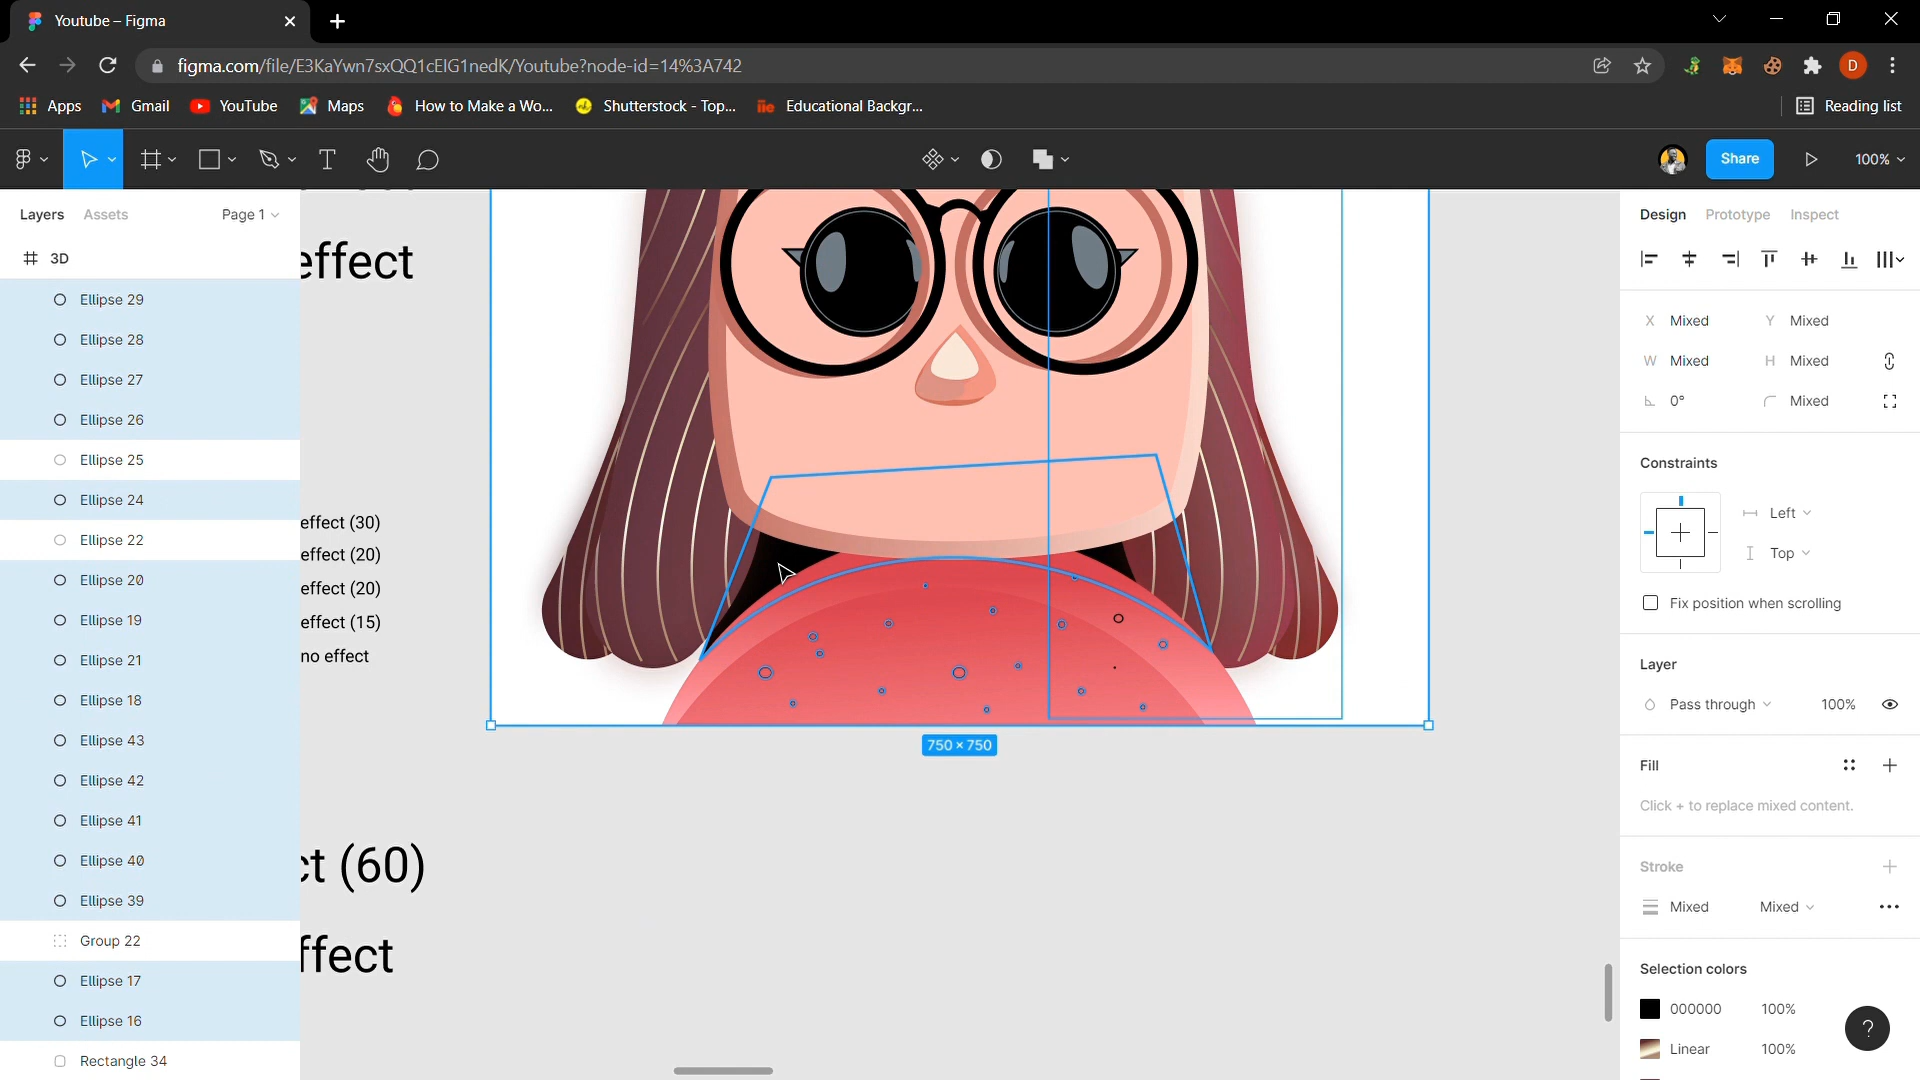 Youtube – Figma
figma.com/file/E3KaYwn7sxQQ1cEIG1nedK/Youtube?node-id=14%3A742
D
Apps
Gmail
YouTube
Maps
How to Make a Wo...
Shutterstock - Top...
iie Educational Backgr...
Reading list
T
Share
100%
Layers
Assets
Page 1
3D
Ellipse 29
Ellipse 28
Ellipse 27
Ellipse 26
Ellipse 25
Ellipse 24
Ellipse 22
Ellipse 20
Ellipse 19
Ellipse 21
Ellipse 18
Ellipse 43
Ellipse 42
Ellipse 41
Ellipse 40
Ellipse 39
Group 22
Ellipse 17
Ellipse 16
Rectangle 34
effect
effect (30)
effect (20)
effect (20)
effect (15)
no effect
750 × 750
ct (60)
ffect
Design
Prototype
Inspect
X Mixed
Y Mixed
W Mixed
H Mixed
0°
Mixed
Constraints
Left
Top
Fix position when scrolling
Layer
Pass through
100%
Fill
Click + to replace mixed content.
Stroke
Mixed
Mixed
Selection colors
000000
100%
Linear
100%
?